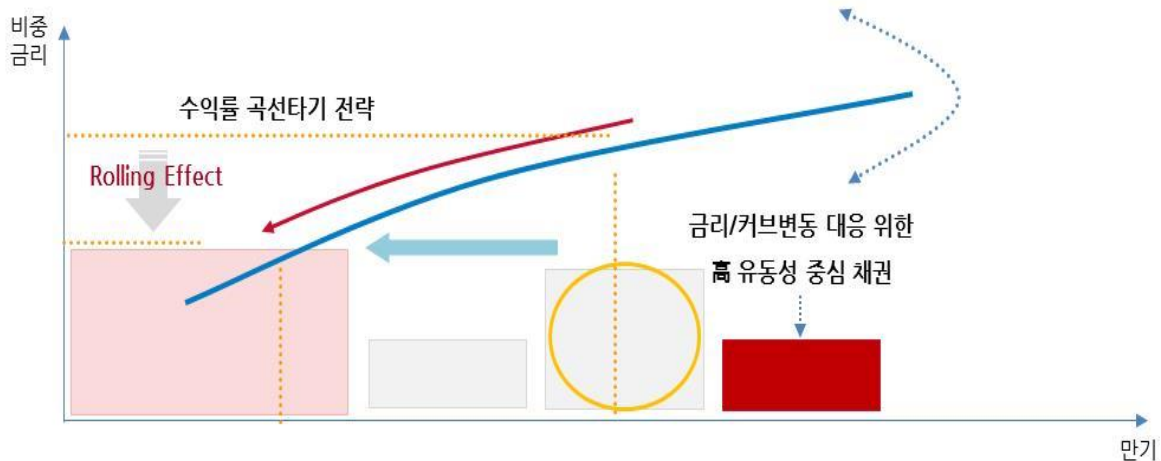 비중
금리
수익률 곡선타기 전략
Rolling Effect
금리/커브변동 대응 위한
高 유동성 중심 채권
만기